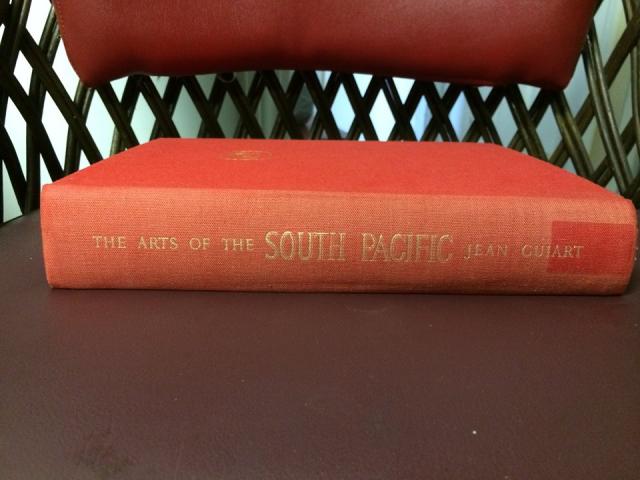 THE ARTS OF THE SOUTH PACIFIC JEAN GUIART